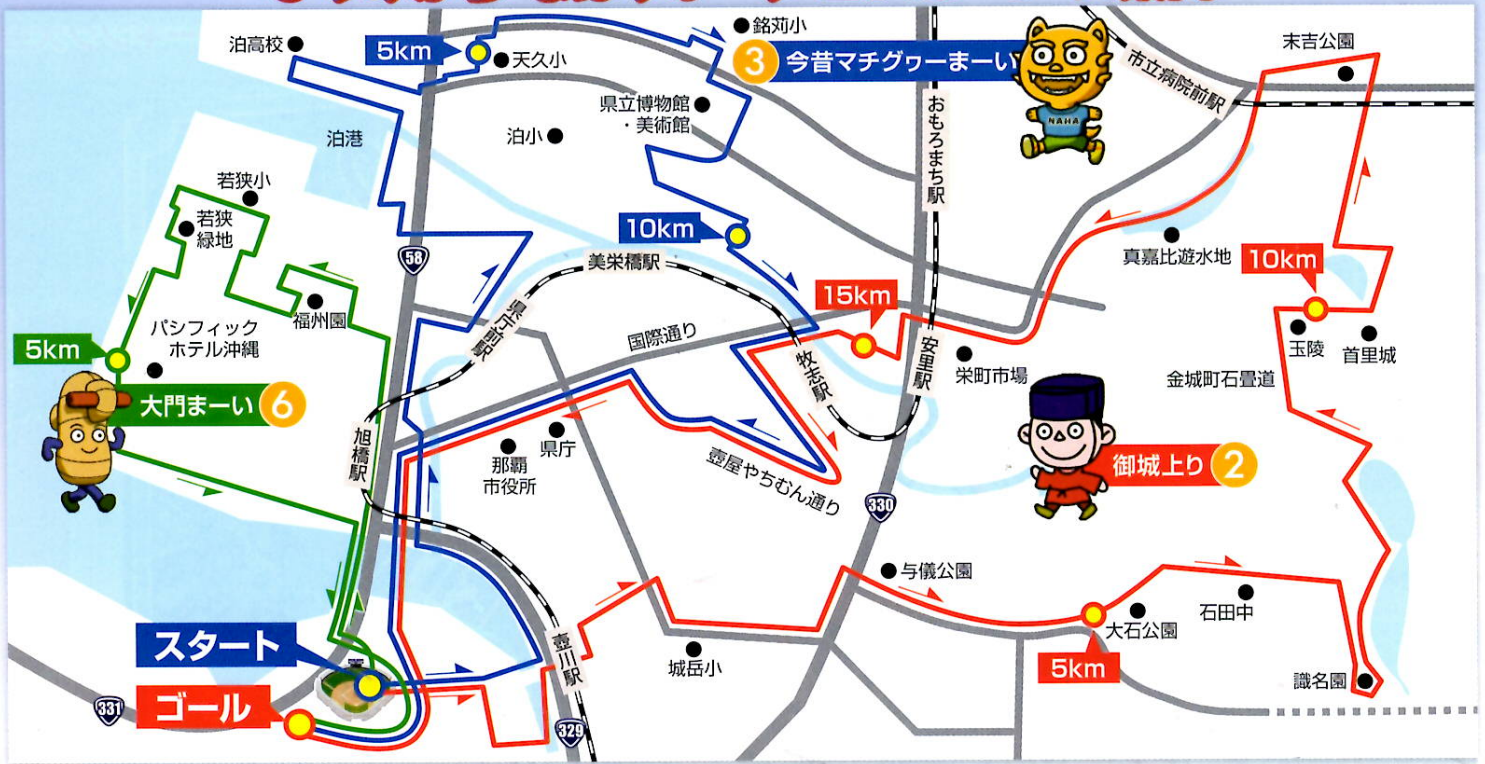 泊高校
5km
天久小
銘苅小
3 今昔マチグヮーまーい
NAHA
市立病院前駅
末吉公園
県立博物館
・美術館
おもろまち駅
泊港
泊小
若狭小
若狭
緑地
58
10km
美栄橋駅
真嘉比遊水地
10km
15km
福州園
県庁前駅
国際通り
パシフィック
ホテル沖縄
5km
牧志駅
安里駅
栄町市場
玉陵
首里城
金城町石畳道
大門まーい 6
旭橋駅
県庁
那覇
市役所
壺屋やちむん通り
御城上り 2
330
与儀公園
大石公園
石田中
5km
スタート
壺川駅
城岳小
識名園
ゴール
331
329